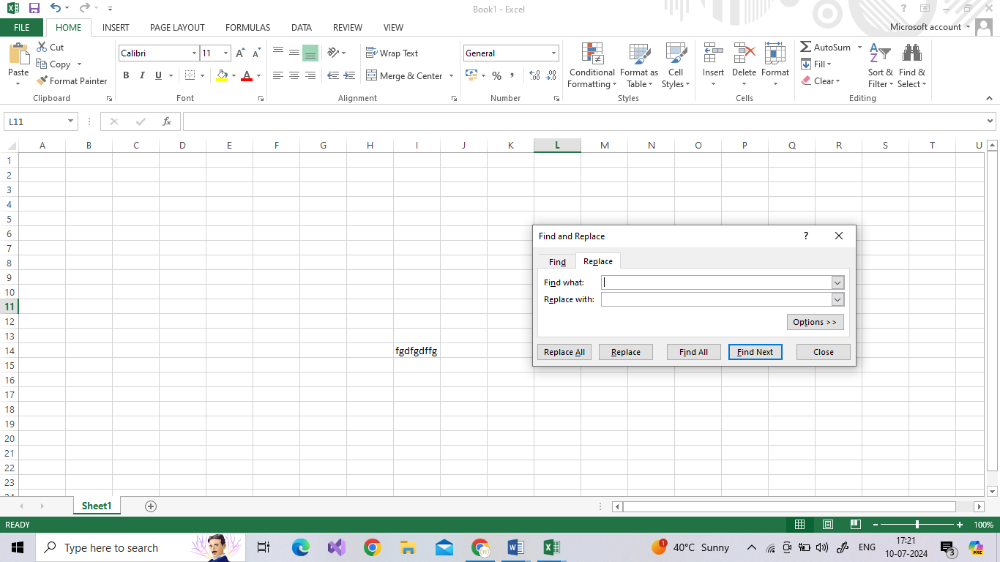 Book1 - Excel
?
FILE HOME INSERT PAGE LAYOUT FORMULAS DATA REVIEW VIEW Microsoft account
Paste
Cut
Copy
Format Painter
Clipboard
Calibri 11 A A
B I U A
Font
Wrap Text
Merge & Center
Alignment
General
% ,
.0 .00
.00 .0
Number
Conditional Formatting
Format as Table
Cell Styles
Styles
Insert
Delete
Format
Cells
AutoSum
Fill
Clear
Sort & Filter
Find & Select
Editing
L11 fx
A B C D E F G H I J K L M N O P Q R S T U
1
2
3
4
5
6
7
8
9
10
11
12
13
14 fgdfgdffg
15
16
17
18
19
20
21
22
23
24
Find and Replace ?
Find Replace
Find what:
Replace with:
Options >>
Replace All Replace Find All Find Next Close
Sheet1
READY 100%
Type here to search
40°C Sunny ENG
17:21
10-07-2024
3
PRE